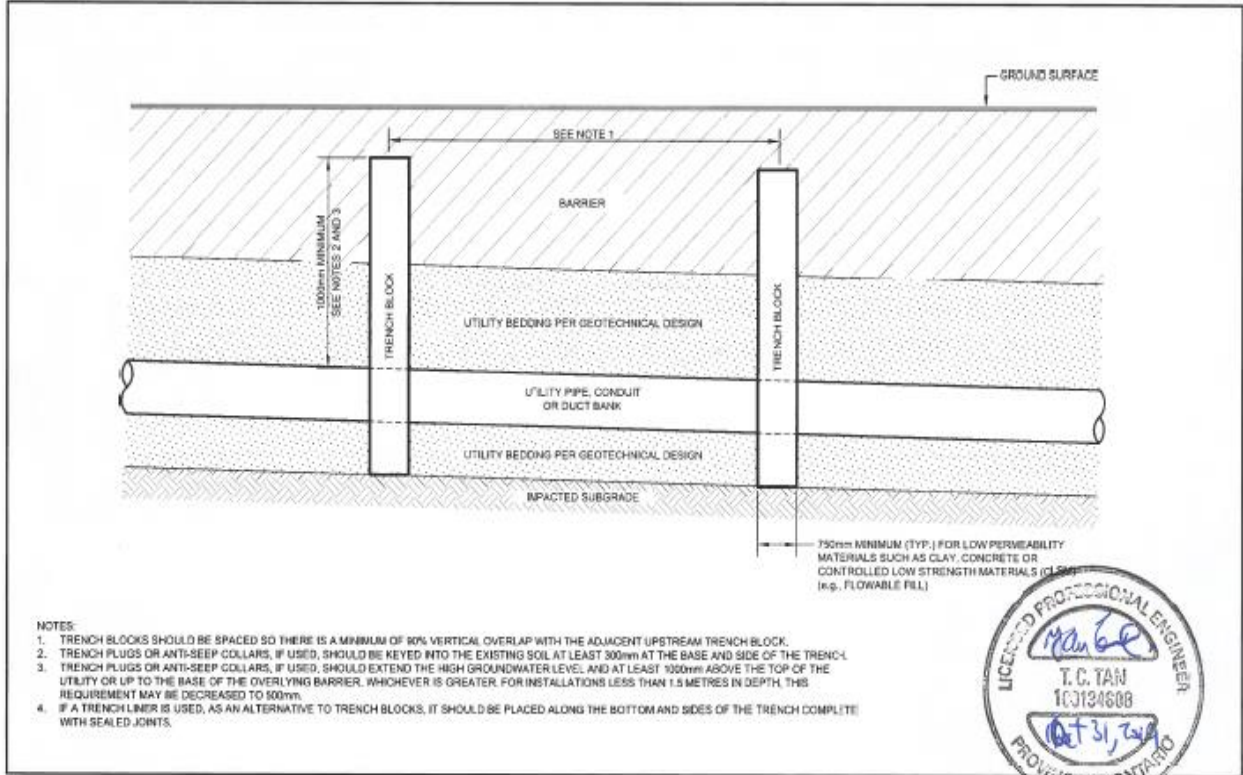 GROUND SURFACE
SEE NOTE 1
1000mm MINIMUM
SEE NOTES 2 AND 3
BARRIER
TRENCH BLOCK
TRENCH BLOCK
UTILITY BEDDING PER GEOTECHNICAL DESIGN
UTILITY PIPE, CONDUIT
OR DUCT BANK
UTILITY BEDDING PER GEOTECHNICAL DESIGN
IMPACTED SUBGRADE
750mm MINIMUM (TYP.) FOR LOW PERMEABILITY
MATERIALS SUCH AS CLAY, CONCRETE OR
CONTROLLED LOW STRENGTH MATERIALS (CLSM)
(e.g., FLOWABLE FILL)
NOTES:
1. TRENCH BLOCKS SHOULD BE SPACED SO THERE IS A MINIMUM OF 90% VERTICAL OVERLAP WITH THE ADJACENT UPSTREAM TRENCH BLOCK.
2. TRENCH PLUGS OR ANTI-SEEP COLLARS, IF USED, SHOULD BE KEYED INTO THE EXISTING SOIL AT LEAST 300mm AT THE BASE AND SIDE OF THE TRENCH.
3. TRENCH PLUGS OR ANTI-SEEP COLLARS, IF USED, SHOULD EXTEND THE HIGH GROUNDWATER LEVEL AND AT LEAST 1000mm ABOVE THE TOP OF THE
UTILITY OR UP TO THE BASE OF THE OVERLYING BARRIER, WHICHEVER IS GREATER. FOR INSTALLATIONS LESS THAN 1.5 METRES IN DEPTH, THIS
REQUIREMENT MAY BE DECREASED TO 500mm.
4. IF A TRENCH LINER IS USED, AS AN ALTERNATIVE TO TRENCH BLOCKS, IT SHOULD BE PLACED ALONG THE BOTTOM AND SIDES OF THE TRENCH COMPLETE
WITH SEALED JOINTS.
LICENSED PROFESSIONAL ENGINEER
T. C. TAN
100134608
Oct 31, 2019
PROVINCE OF ONTARIO